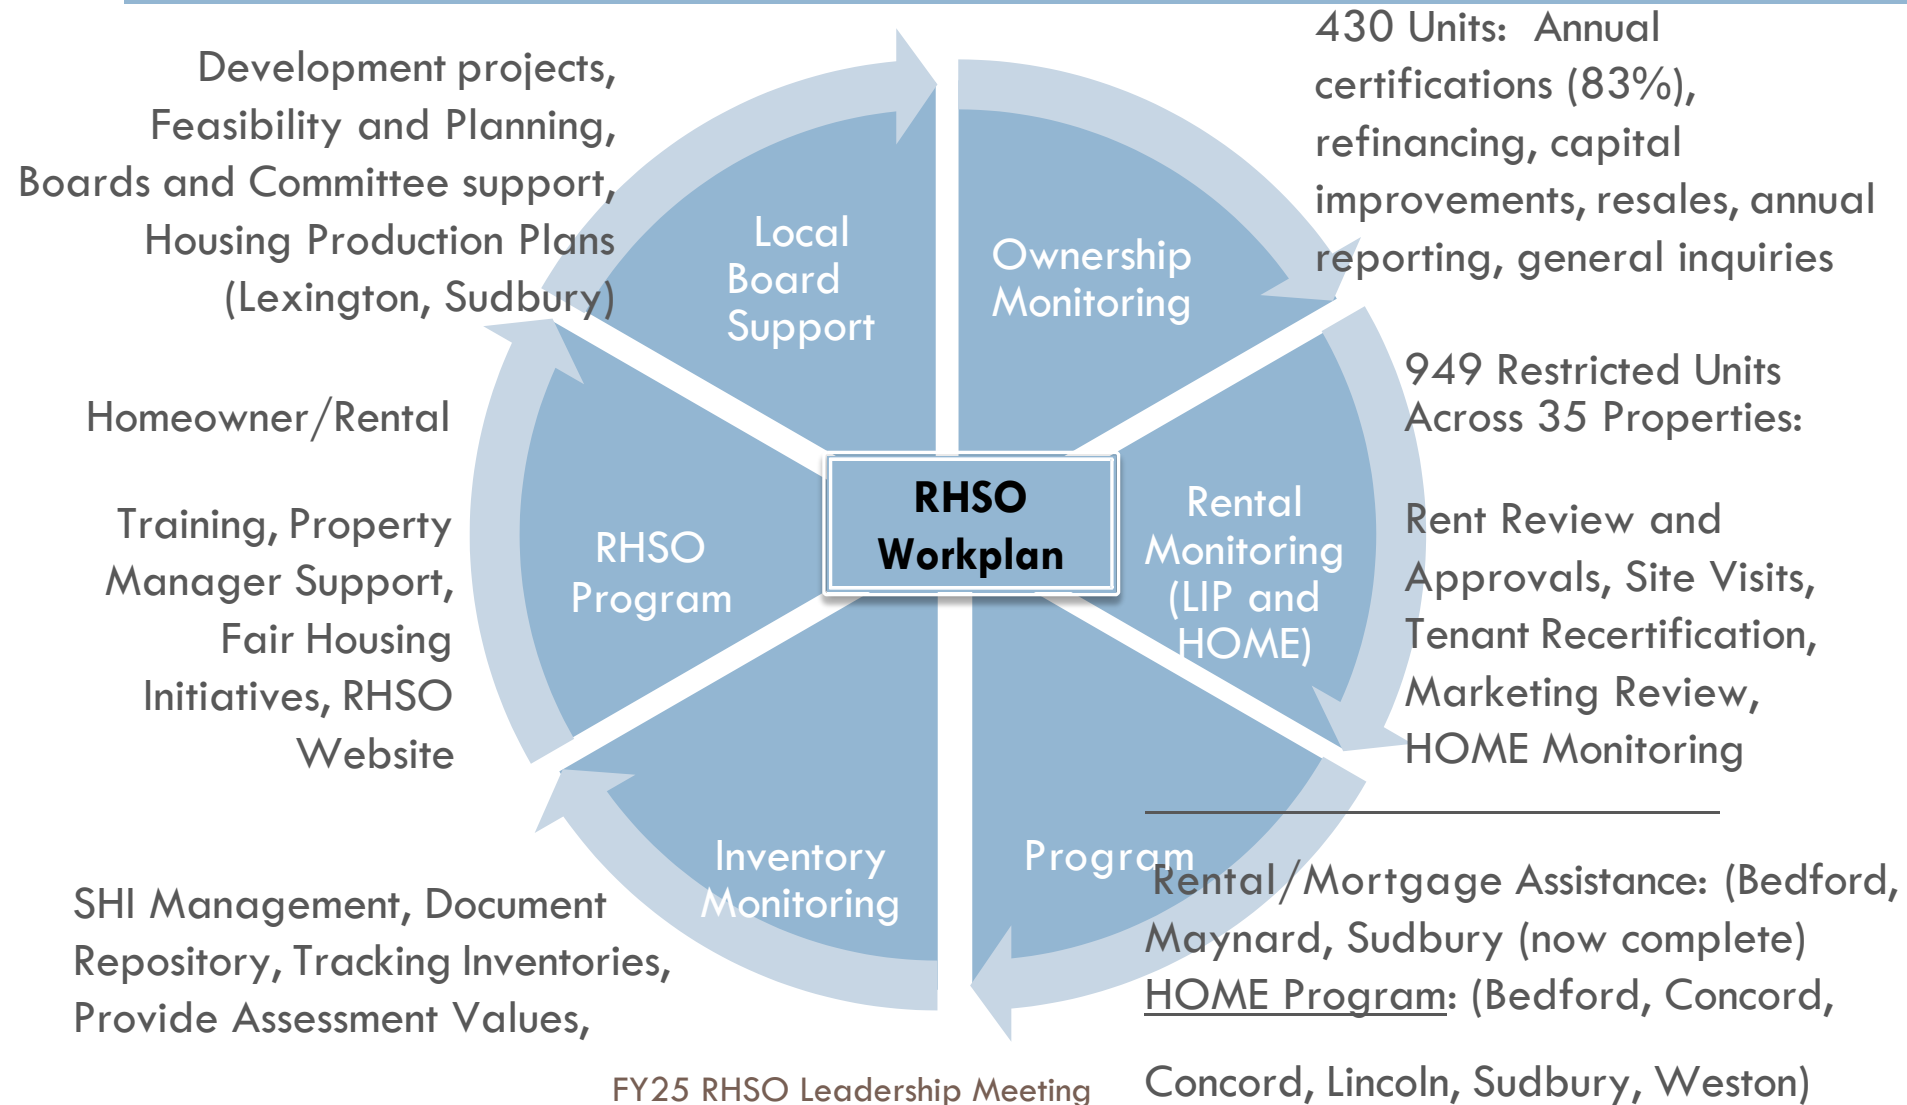 Development projects,
Feasibility and Planning,
Boards and Committee support,
Housing Production Plans
(Lexington, Sudbury)
430 Units: Annual
certifications (83%),
refinancing, capital
improvements, resales, annual
reporting, general inquiries
Local
Board
Support
Ownership
Monitoring
Homeowner/Rental
Training, Property
Manager Support,
Fair Housing
Initiatives, RHSO
Website
RHSO
Program
RHSO
Workplan
Rental
Monitoring
(LIP and
HOME)
949 Restricted Units
Across 35 Properties:
Rent Review and
Approvals, Site Visits,
Tenant Recertification,
Marketing Review,
HOME Monitoring
Inventory
Monitoring
Program
SHI Management, Document
Repository, Tracking Inventories,
Provide Assessment Values,
Rental/Mortgage Assistance: (Bedford,
Maynard, Sudbury (now complete)
HOME Program: (Bedford, Concord,
Concord, Lincoln, Sudbury, Weston)
FY25 RHSO Leadership Meeting